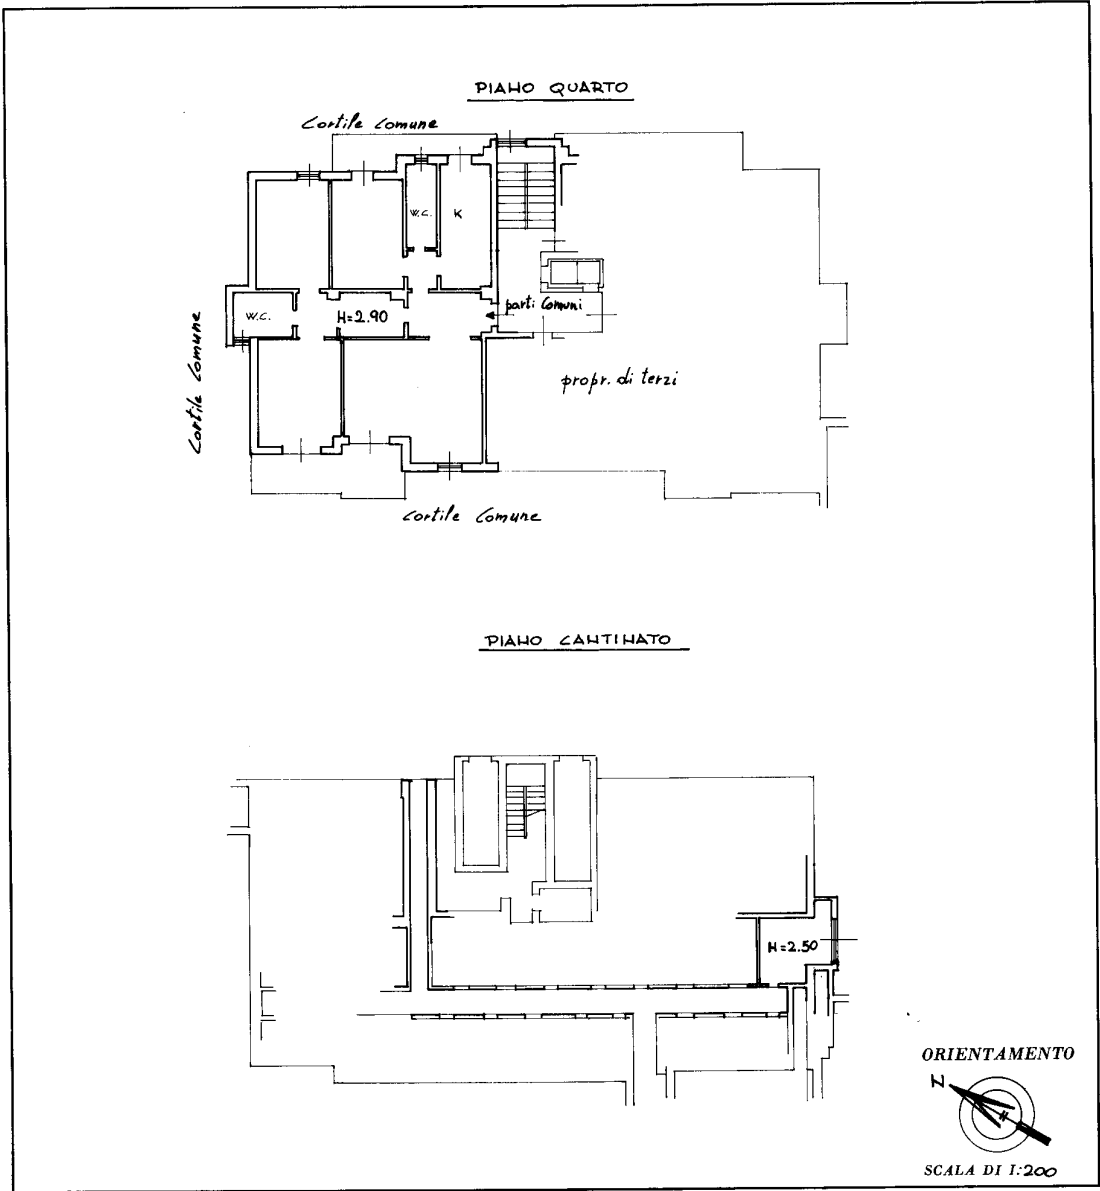 PIANO QUARTO
Cortile Comune
W.C.
K
W.C.
H=2.90
parti Comuni
Cortile Comune
propr. di terzi
Cortile Comune
PIANO CANTINATO
H=2.50
ORIENTAMENTO
N
SCALA DI 1:200